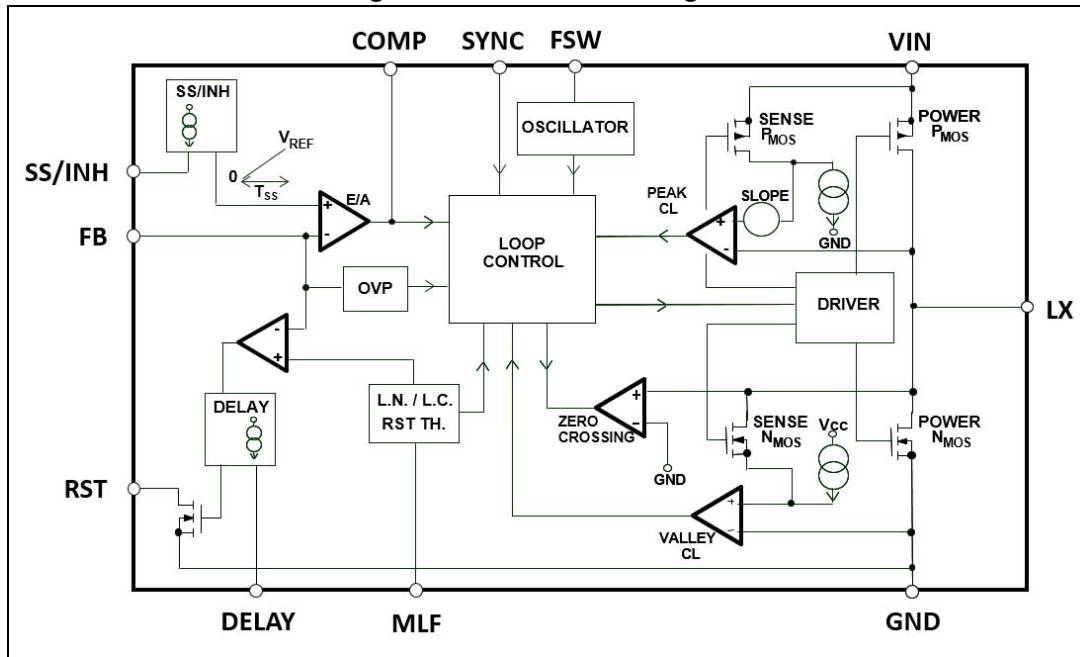 COMP SYNC FSW VIN
SS/INH
OSCILLATOR
SENSE
PMOS
POWER
PMOS
VREF
0
TSS
SS/INH
E/A
+
-
PEAK
CL
SLOPE
+
-
GND
FB
LOOP
CONTROL
OVP
DRIVER
LX
-
+
L.N. / L.C.
RST TH.
DELAY
ZERO
CROSSING
+
-
GND
SENSE
NMOS
Vcc
POWER
NMOS
RST
VALLEY
CL
+
-
DELAY MLF GND